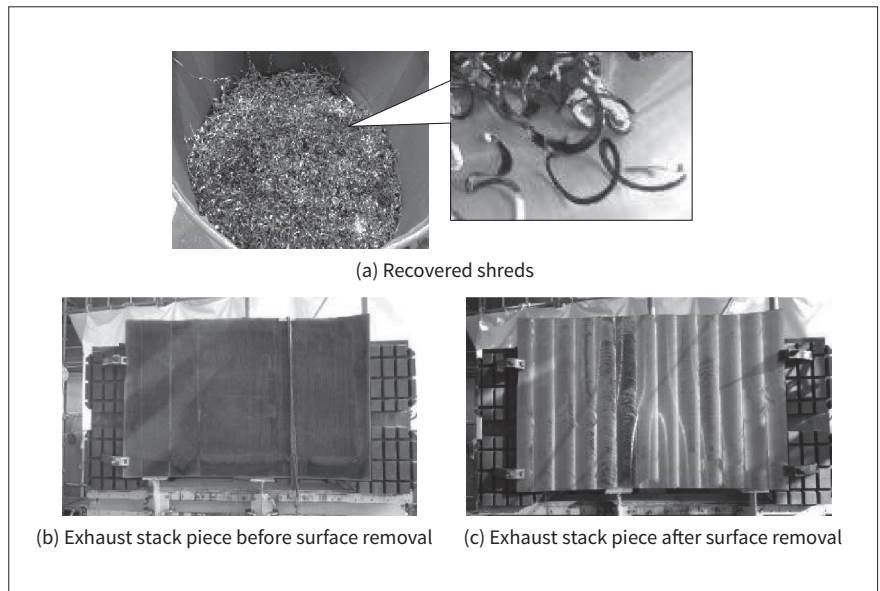 (a) Recovered shreds
(b) Exhaust stack piece before surface removal
(c) Exhaust stack piece after surface removal